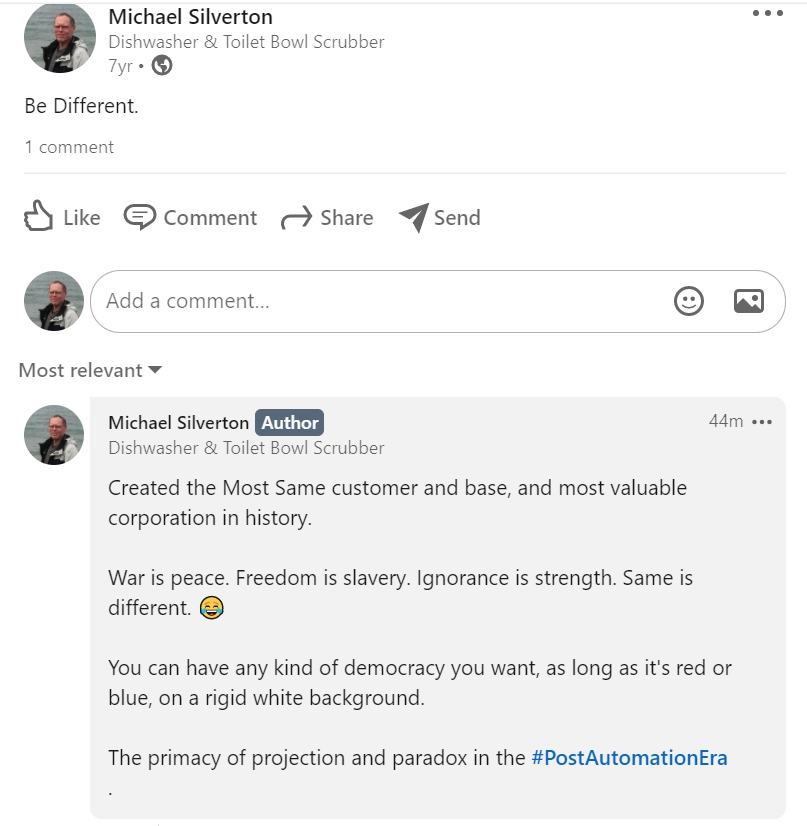 Michael Silverton
Dishwasher & Toilet Bowl Scrubber
7yr •
Be Different.
1 comment
Like Comment Share Send
Add a comment...
Most relevant
Michael Silverton Author 44m
Dishwasher & Toilet Bowl Scrubber
Created the Most Same customer and base, and most valuable
corporation in history.
War is peace. Freedom is slavery. Ignorance is strength. Same is
different. 😂
You can have any kind of democracy you want, as long as it's red or
blue, on a rigid white background.
The primacy of projection and paradox in the #PostAutomationEra
.